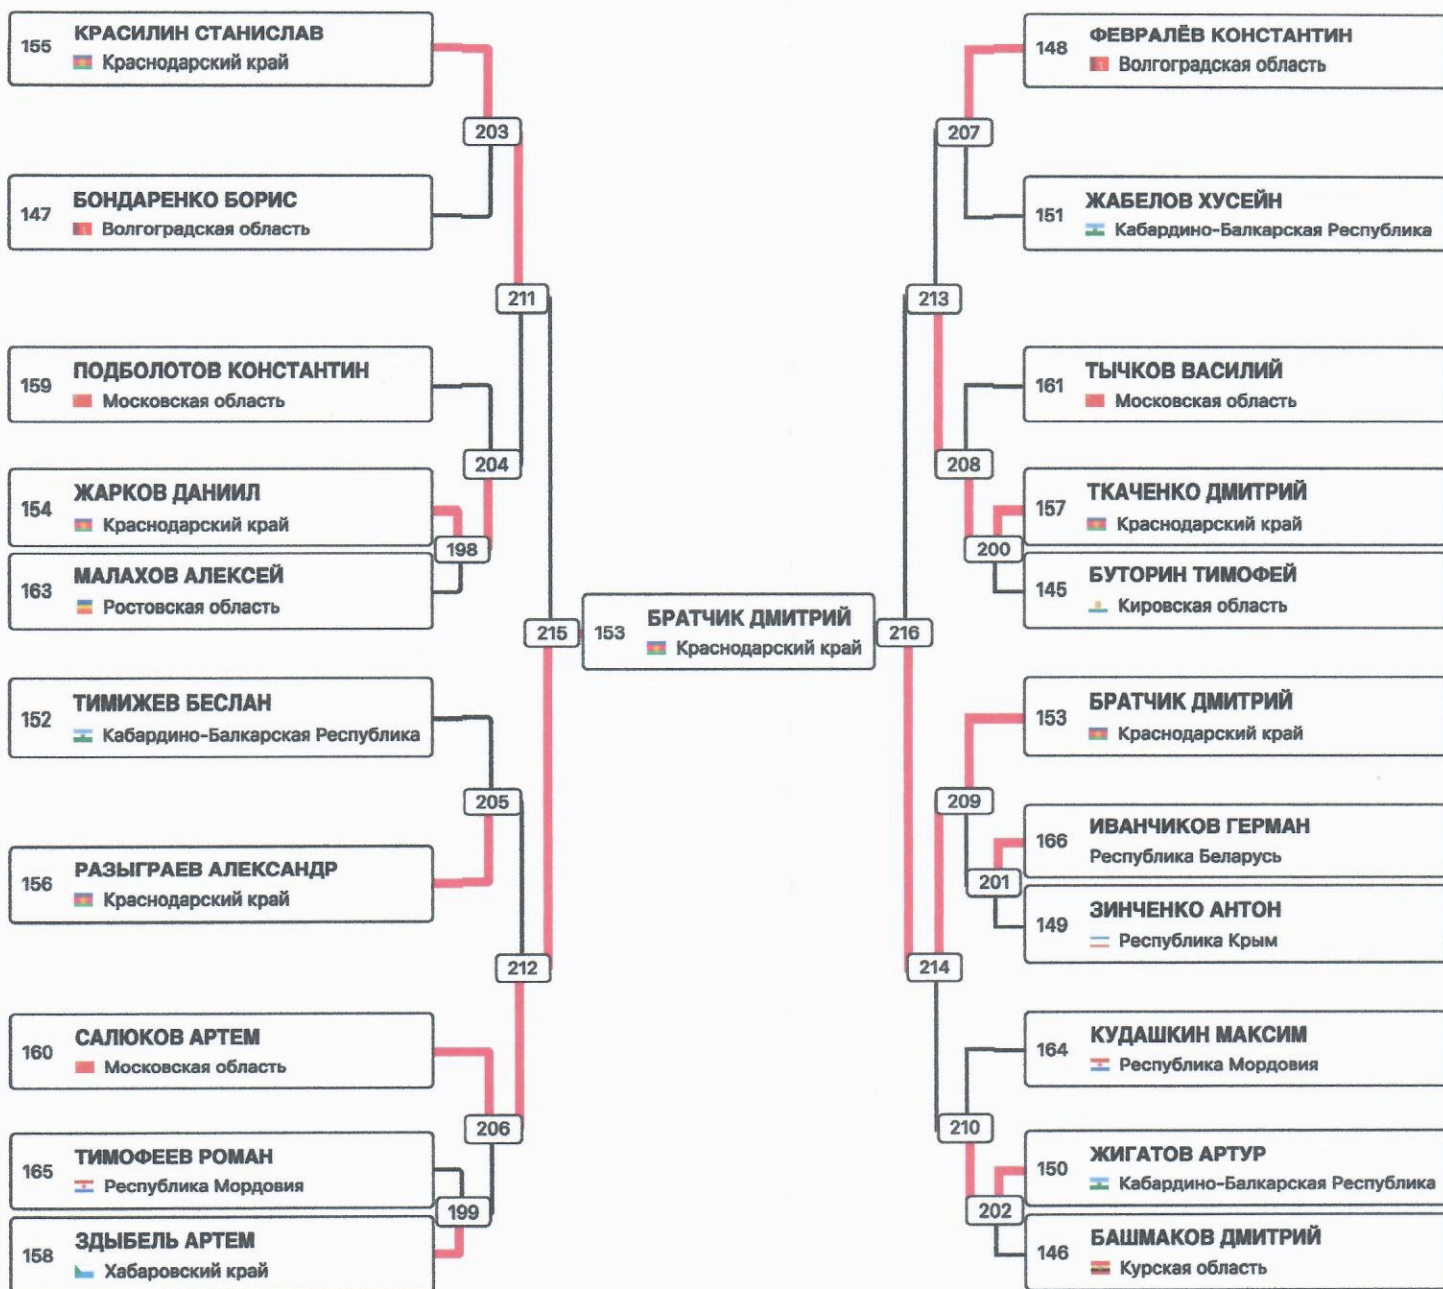 155
КРАСИЛИН СТАНИСЛАВ
Краснодарский край
203
147
БОНДАРЕНКО БОРИС
Волгоградская область
211
159
ПОДБОЛОТОВ КОНСТАНТИН
Московская область
204
154
ЖАРКОВ ДАНИИЛ
Краснодарский край
198
163
МАЛАХОВ АЛЕКСЕЙ
Ростовская область
215
152
ТИМИЖЕВ БЕСЛАН
Кабардино-Балкарская Республика
205
156
РАЗЫГРАЕВ АЛЕКСАНДР
Краснодарский край
212
160
САЛЮКОВ АРТЕМ
Московская область
206
165
ТИМОФЕЕВ РОМАН
Республика Мордовия
199
158
ЗДЫБЕЛЬ АРТЕМ
Хабаровский край
153
БРАТЧИК ДМИТРИЙ
Краснодарский край
216
148
ФЕВРАЛЁВ КОНСТАНТИН
Волгоградская область
207
151
ЖАБЕЛОВ ХУСЕЙН
Кабардино-Балкарская Республика
213
161
ТЫЧКОВ ВАСИЛИЙ
Московская область
208
157
ТКАЧЕНКО ДМИТРИЙ
Краснодарский край
200
145
БУТОРИН ТИМОФЕЙ
Кировская область
153
БРАТЧИК ДМИТРИЙ
Краснодарский край
209
166
ИВАНЧИКОВ ГЕРМАН
Республика Беларусь
201
149
ЗИНЧЕНКО АНТОН
Республика Крым
214
164
КУДАШКИН МАКСИМ
Республика Мордовия
210
150
ЖИГАТОВ АРТУР
Кабардино-Балкарская Республика
202
146
БАШМАКОВ ДМИТРИЙ
Курская область